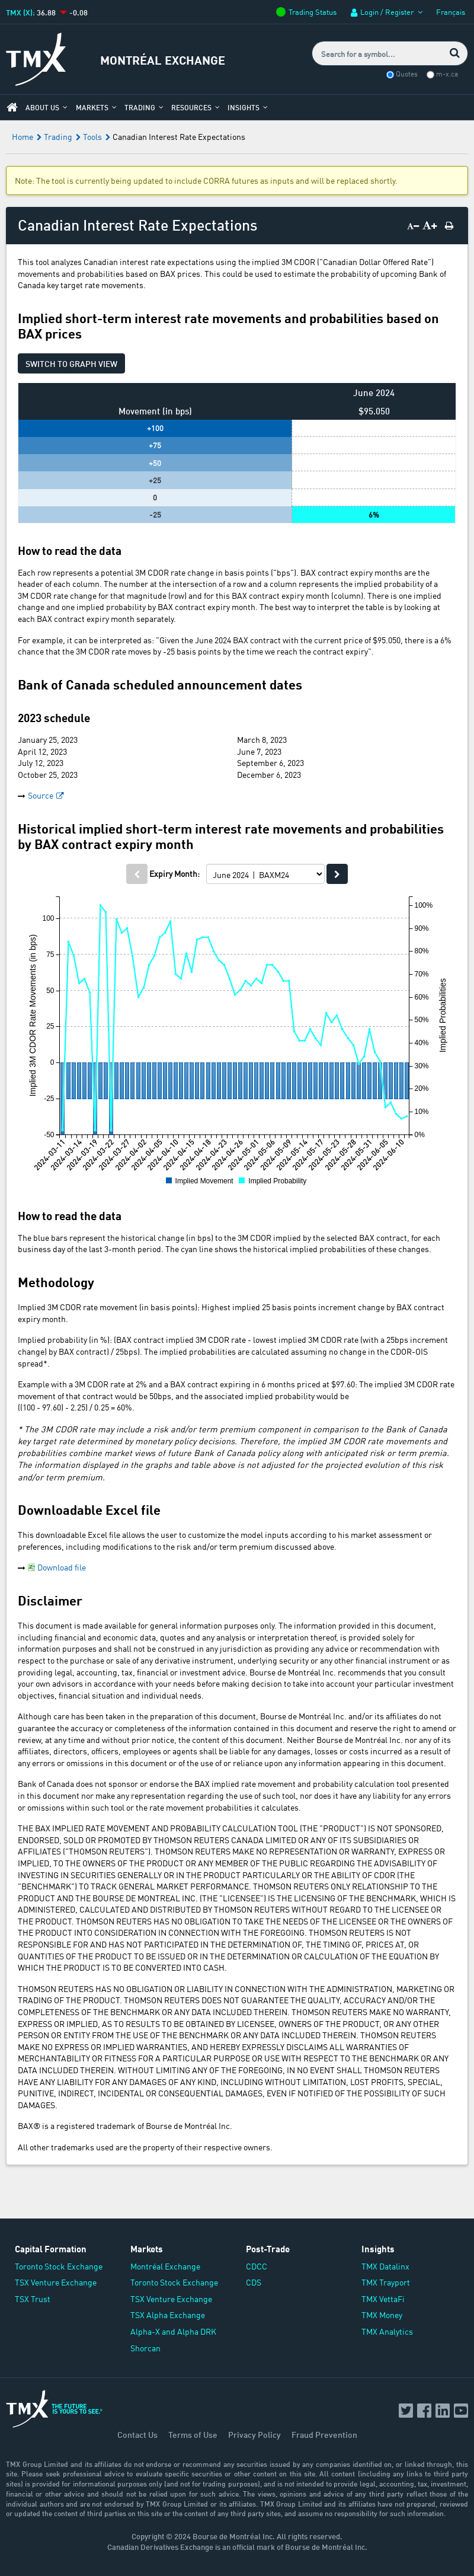 TMX (X): 36.88 -0.08
Trading Status
Login / Register
Français
TMX
MONTRÉAL EXCHANGE
Search for a symbol...
Quotes
m-x.ca
ABOUT US
MARKETS
TRADING
RESOURCES
INSIGHTS
Home > Trading > Tools > Canadian Interest Rate Expectations
Note: The tool is currently being updated to include CORRA futures as inputs and will be replaced shortly.
Canadian Interest Rate Expectations
A− A+
This tool analyzes Canadian interest rate expectations using the implied 3M CDOR ("Canadian Dollar Offered Rate")
movements and probabilities based on BAX prices. This could be used to estimate the probability of upcoming Bank of
Canada key target rate movements.
Implied short-term interest rate movements and probabilities based on
BAX prices
SWITCH TO GRAPH VIEW
June 2024
Movement (in bps)
$95.050
+100
+75
+50
+25
0
-25
6%
How to read the data
Each row represents a potential 3M CDOR rate change in basis points ("bps"). BAX contract expiry months are the
header of each column. The number at the intersection of a row and a column represents the implied probability of a
3M CDOR rate change for that magnitude (row) and for this BAX contract expiry month (column). There is one implied
change and one implied probability by BAX contract expiry month. The best way to interpret the table is by looking at
each BAX contract expiry month separately.
For example, it can be interpreted as: "Given the June 2024 BAX contract with the current price of $95.050, there is a 6%
chance that the 3M CDOR rate moves by -25 basis points by the time we reach the contract expiry".
Bank of Canada scheduled announcement dates
2023 schedule
January 25, 2023
March 8, 2023
April 12, 2023
June 7, 2023
July 12, 2023
September 6, 2023
October 25, 2023
December 6, 2023
Source
Historical implied short-term interest rate movements and probabilities
by BAX contract expiry month
Expiry Month:
June 2024 | BAXM24
Implied 3M CDOR Rate Movements (in bps)
100
75
50
25
0
-25
-50
100%
90%
80%
70%
60%
50%
40%
30%
20%
10%
0%
Implied Probabilities
2024-03-11
2024-03-14
2024-03-19
2024-03-22
2024-03-27
2024-04-02
2024-04-05
2024-04-10
2024-04-15
2024-04-18
2024-04-23
2024-04-26
2024-05-01
2024-05-06
2024-05-09
2024-05-14
2024-05-17
2024-05-23
2024-05-28
2024-05-31
2024-06-05
2024-06-10
Implied Movement
Implied Probability
How to read the data
The blue bars represent the historical change (in bps) to the 3M CDOR implied by the selected BAX contract, for each
business day of the last 3-month period. The cyan line shows the historical implied probabilities of these changes.
Methodology
Implied 3M CDOR rate movement (in basis points): Highest implied 25 basis points increment change by BAX contract
expiry month.
Implied probability (in %): (BAX contract implied 3M CDOR rate - lowest implied 3M CDOR rate (with a 25bps increment
change) by BAX contract) / 25bps). The implied probabilities are calculated assuming no change in the CDOR-OIS
spread*.
Example with a 3M CDOR rate at 2% and a BAX contract expiring in 6 months priced at $97.60: The implied 3M CDOR rate
movement of that contract would be 50bps, and the associated implied probability would be
((100 - 97.60) - 2.25) / 0.25 = 60%.
* The 3M CDOR rate may include a risk and/or term premium component in comparison to the Bank of Canada
key target rate determined by monetary policy decisions. Therefore, the implied 3M CDOR rate movements and
probabilities combine market views of Bank of Canada monetary policy along with anticipated risk or term premia.
The information displayed in the graphs and table above is not adjusted for the projected evolution of this risk
and/or term premium.
Downloadable Excel file
This downloadable Excel file allows the user to customize the model inputs according to his market assessment or
preferences, including modifications to the risk and/or term premium discussed above.
Download file
Disclaimer
This document is made available for general information purposes only. The information provided in this document,
including financial and economic data, quotes and any analysis or interpretation thereof, is provided solely for
information purposes and shall not be construed in any jurisdiction as providing any advice or recommendation with
respect to the purchase or sale of any derivative instrument, underlying security or any other financial instrument or as
providing legal, accounting, tax, financial or investment advice. Bourse de Montréal Inc. recommends that you consult
your own advisors in accordance with your needs before making decision to take into account your particular investment
objectives, financial situation and individual needs.
Although care has been taken in the preparation of this document, Bourse de Montréal Inc. and/or its affiliates do not
guarantee the accuracy or completeness of the information contained in this document and reserve the right to amend or
review, at any time and without prior notice, the content of this document. Neither Bourse de Montréal Inc. nor any of its
affiliates, directors, officers, employees or agents shall be liable for any damages, losses or costs incurred as a result of
any errors or omissions in this document or of the use of or reliance upon any information appearing in this document.
Bank of Canada does not sponsor or endorse the BAX implied rate movement and probability calculation tool presented
in this document nor make any representation regarding the use of such tool, nor does it have any liability for any errors
or omissions within such tool or the rate movement probabilities it calculates.
THE BAX IMPLIED RATE MOVEMENT AND PROBABILITY CALCULATION TOOL (THE "PRODUCT") IS NOT SPONSORED,
ENDORSED, SOLD OR PROMOTED BY THOMSON REUTERS CANADA LIMITED OR ANY OF ITS SUBSIDIARIES OR
AFFILIATES ("THOMSON REUTERS"). THOMSON REUTERS MAKE NO REPRESENTATION OR WARRANTY, EXPRESS OR
IMPLIED, TO THE OWNERS OF THE PRODUCT OR ANY MEMBER OF THE PUBLIC REGARDING THE ADVISABILITY OF
INVESTING IN SECURITIES GENERALLY OR IN THE PRODUCT PARTICULARLY OR THE ABILITY OF CDOR (THE
"BENCHMARK") TO TRACK GENERAL MARKET PERFORMANCE. THOMSON REUTERS ONLY RELATIONSHIP TO THE
PRODUCT AND THE BOURSE DE MONTREAL INC. (THE "LICENSEE") IS THE LICENSING OF THE BENCHMARK, WHICH IS
ADMINISTERED, CALCULATED AND DISTRIBUTED BY THOMSON REUTERS WITHOUT REGARD TO THE LICENSEE OR
THE PRODUCT. THOMSON REUTERS HAS NO OBLIGATION TO TAKE THE NEEDS OF THE LICENSEE OR THE OWNERS OF
THE PRODUCT INTO CONSIDERATION IN CONNECTION WITH THE FOREGOING. THOMSON REUTERS IS NOT
RESPONSIBLE FOR AND HAS NOT PARTICIPATED IN THE DETERMINATION OF, THE TIMING OF, PRICES AT, OR
QUANTITIES OF THE PRODUCT TO BE ISSUED OR IN THE DETERMINATION OR CALCULATION OF THE EQUATION BY
WHICH THE PRODUCT IS TO BE CONVERTED INTO CASH.
THOMSON REUTERS HAS NO OBLIGATION OR LIABILITY IN CONNECTION WITH THE ADMINISTRATION, MARKETING OR
TRADING OF THE PRODUCT. THOMSON REUTERS DOES NOT GUARANTEE THE QUALITY, ACCURACY AND/OR THE
COMPLETENESS OF THE BENCHMARK OR ANY DATA INCLUDED THEREIN. THOMSON REUTERS MAKE NO WARRANTY,
EXPRESS OR IMPLIED, AS TO RESULTS TO BE OBTAINED BY LICENSEE, OWNERS OF THE PRODUCT, OR ANY OTHER
PERSON OR ENTITY FROM THE USE OF THE BENCHMARK OR ANY DATA INCLUDED THEREIN. THOMSON REUTERS
MAKE NO EXPRESS OR IMPLIED WARRANTIES, AND HEREBY EXPRESSLY DISCLAIMS ALL WARRANTIES OF
MERCHANTABILITY OR FITNESS FOR A PARTICULAR PURPOSE OR USE WITH RESPECT TO THE BENCHMARK OR ANY
DATA INCLUDED THEREIN. WITHOUT LIMITING ANY OF THE FOREGOING, IN NO EVENT SHALL THOMSON REUTERS
HAVE ANY LIABILITY FOR ANY DAMAGES OF ANY KIND, INCLUDING WITHOUT LIMITATION, LOST PROFITS, SPECIAL,
PUNITIVE, INDIRECT, INCIDENTAL OR CONSEQUENTIAL DAMAGES, EVEN IF NOTIFIED OF THE POSSIBILITY OF SUCH
DAMAGES.
BAX® is a registered trademark of Bourse de Montréal Inc.
All other trademarks used are the property of their respective owners.
Capital Formation
Toronto Stock Exchange
TSX Venture Exchange
TSX Trust
Markets
Montréal Exchange
Toronto Stock Exchange
TSX Venture Exchange
TSX Alpha Exchange
Alpha-X and Alpha DRK
Shorcan
Post-Trade
CDCC
CDS
Insights
TMX Datalinx
TMX Trayport
TMX VettaFi
TMX Money
TMX Analytics
TMX
THE FUTURE
IS YOURS TO SEE.
Contact Us
Terms of Use
Privacy Policy
Fraud Prevention
TMX Group Limited and its affiliates do not endorse or recommend any securities issued by any companies identified on, or linked through, this
site. Please seek professional advice to evaluate specific securities or other content on this site. All content (including any links to third party
sites) is provided for informational purposes only (and not for trading purposes), and is not intended to provide legal, accounting, tax, investment,
financial or other advice and should not be relied upon for such advice. The views, opinions and advice of any third party reflect those of the
individual authors and are not endorsed by TMX Group Limited or its affiliates. TMX Group Limited and its affiliates have not prepared, reviewed
or updated the content of third parties on this site or the content of any third party sites, and assume no responsibility for such information.
Copyright © 2024 Bourse de Montréal Inc. All rights reserved.
Canadian Derivatives Exchange is an official mark of Bourse de Montréal Inc.